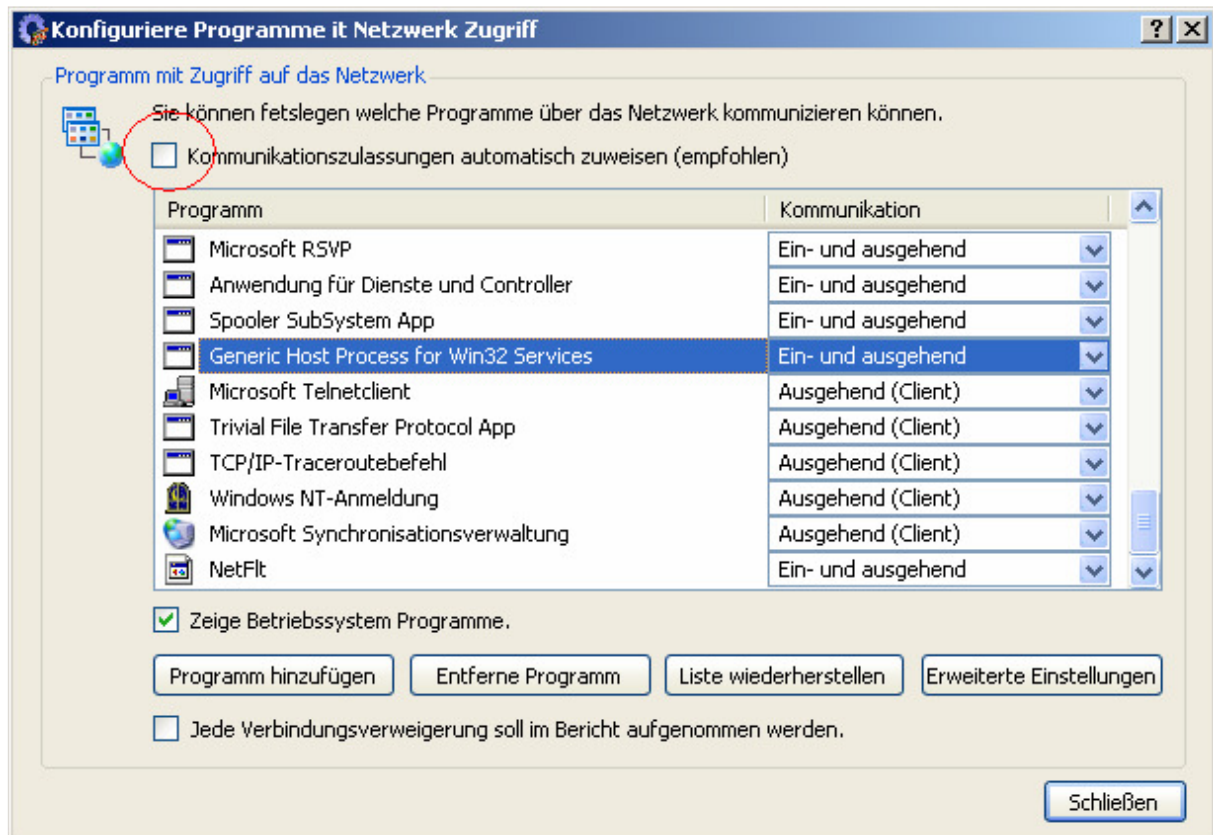 Konfiguriere Programme it Netzwerk Zugriff
Programm mit Zugriff auf das Netzwerk
Sie können fetslegen welche Programme über das Netzwerk kommunizieren können.
Kommunikationszulassungen automatisch zuweisen (empfohlen)
Programm Kommunikation
Microsoft RSVP Ein- und ausgehend
Anwendung für Dienste und Controller Ein- und ausgehend
Spooler SubSystem App Ein- und ausgehend
Generic Host Process for Win32 Services Ein- und ausgehend
Microsoft Telnetclient Ausgehend (Client)
Trivial File Transfer Protocol App Ausgehend (Client)
TCP/IP-Traceroutebefehl Ausgehend (Client)
Windows NT-Anmeldung Ausgehend (Client)
Microsoft Synchronisationsverwaltung Ausgehend (Client)
NetFlt Ein- und ausgehend
Zeige Betriebssystem Programme.
Programm hinzufügen Entferne Programm Liste wiederherstellen Erweiterte Einstellungen
Jede Verbindungsverweigerung soll im Bericht aufgenommen werden.
Schließen